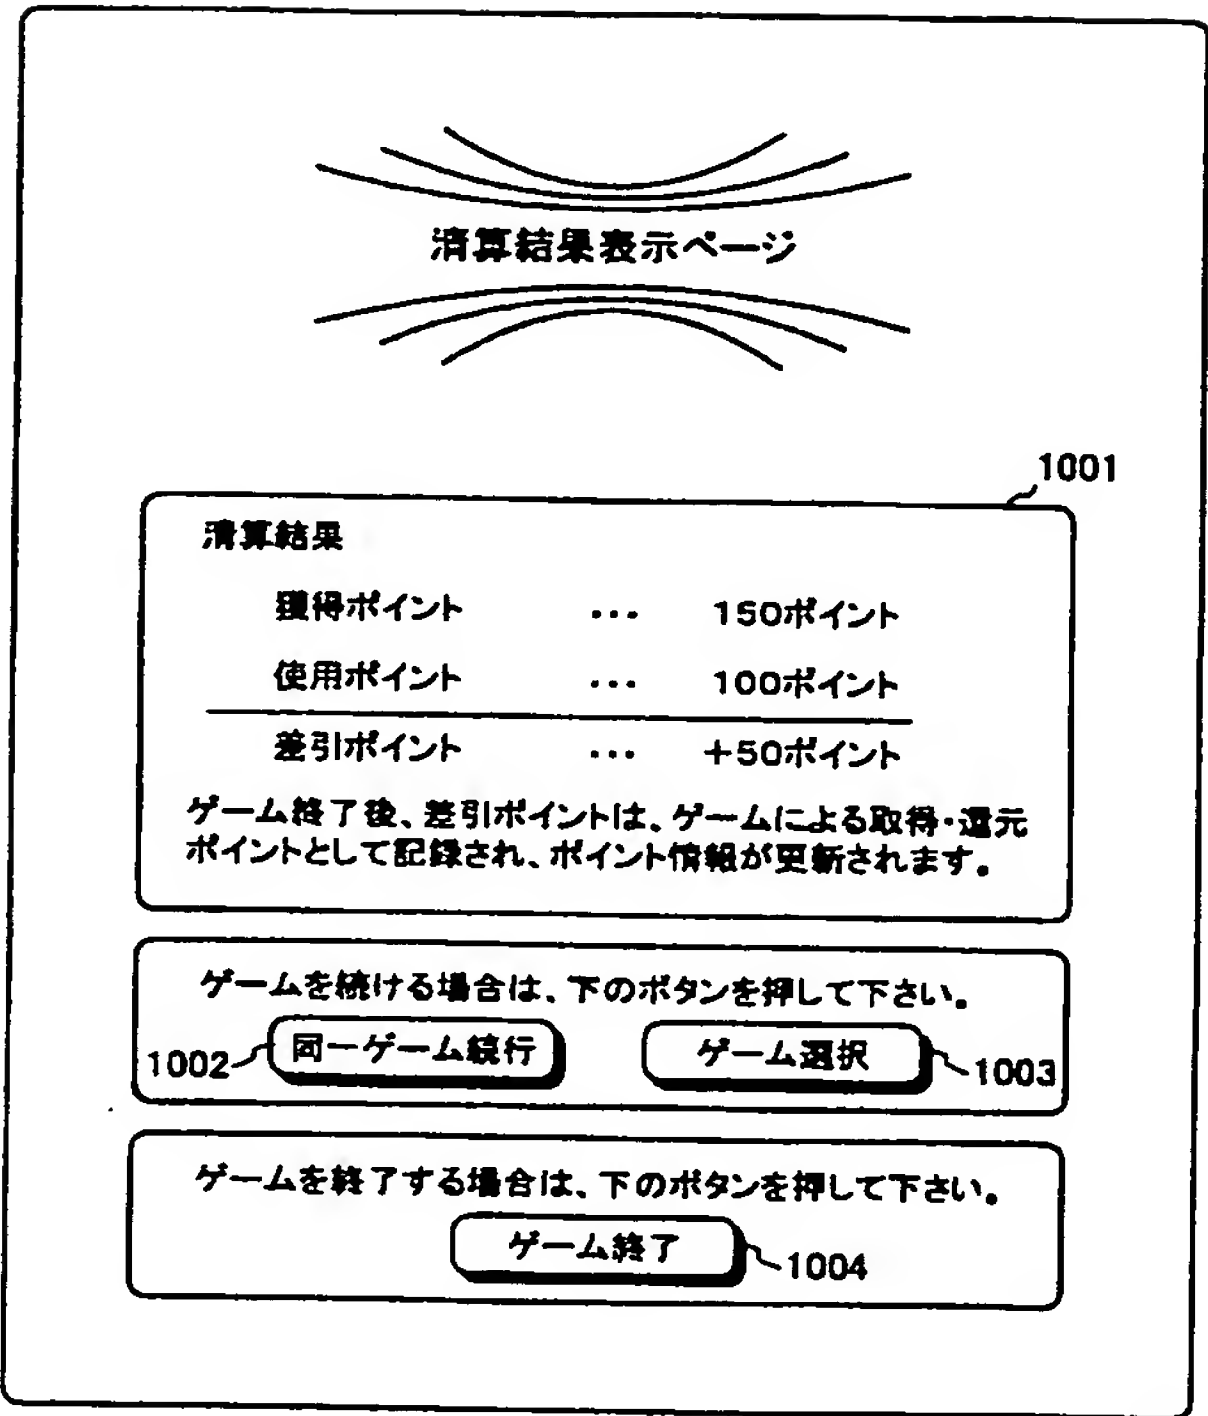 清算結果表示ページ
1001
清算結果
獲得ポイント ・・・ 150ポイント
使用ポイント ・・・ 100ポイント
差引ポイント ・・・ +50ポイント
ゲーム終了後、差引ポイントは、ゲームによる取得・還元
ポイントとして記録され、ポイント情報が更新されます。
ゲームを続ける場合は、下のボタンを押して下さい。
1002 同一ゲーム続行 ゲーム選択 1003
ゲームを終了する場合は、下のボタンを押して下さい。
ゲーム終了 1004